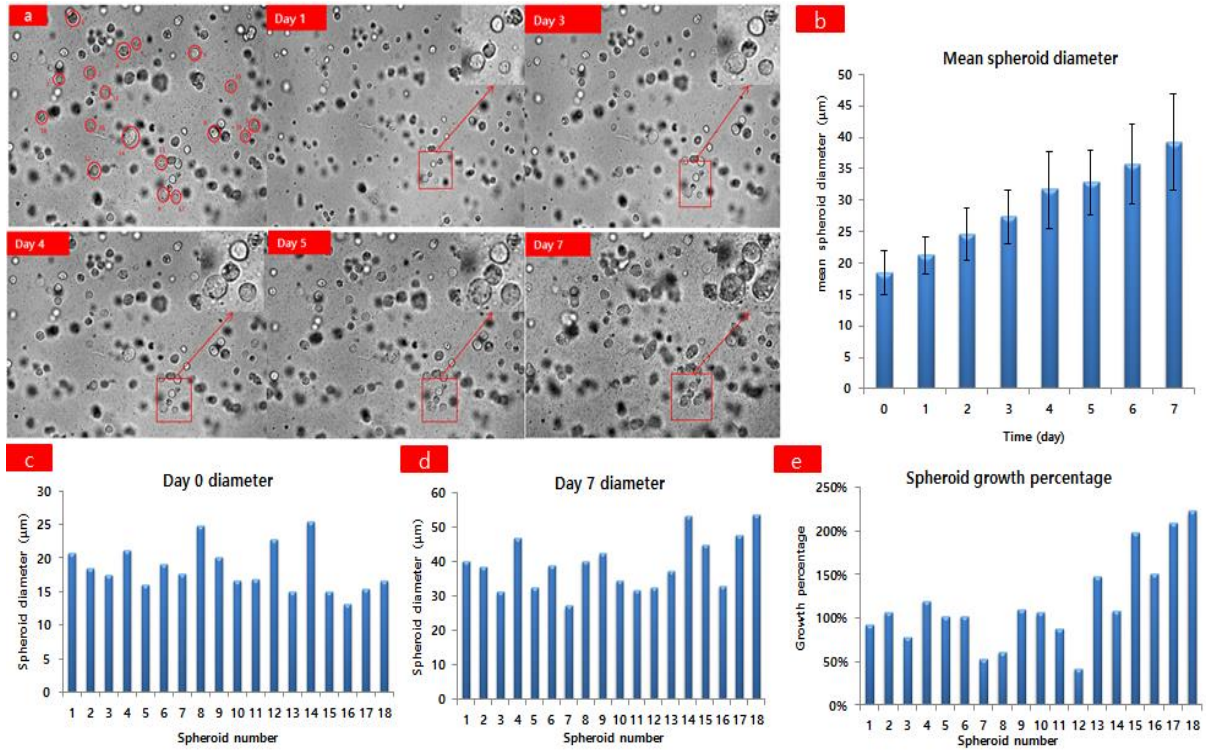 a
Day 1
Day 3
Day 4
Day 5
Day 7
b
Mean spheroid diameter
mean spheroid diameter (µm)
50
45
40
35
30
25
20
15
10
5
0
0 1 2 3 4 5 6 7
Time (day)
c
Day 0 diameter
Spheroid diameter (µm)
30
25
20
15
10
5
0
1 2 3 4 5 6 7 8 9 10 11 12 13 14 15 16 17 18
Spheroid number
d
Day 7 diameter
Spheroid diameter (µm)
60
50
40
30
20
10
0
1 2 3 4 5 6 7 8 9 10 11 12 13 14 15 16 17 18
Spheroid number
e
Spheroid growth percentage
Growth percentage
250%
200%
150%
100%
50%
0%
1 2 3 4 5 6 7 8 9 10 11 12 13 14 15 16 17 18
Spheroid number